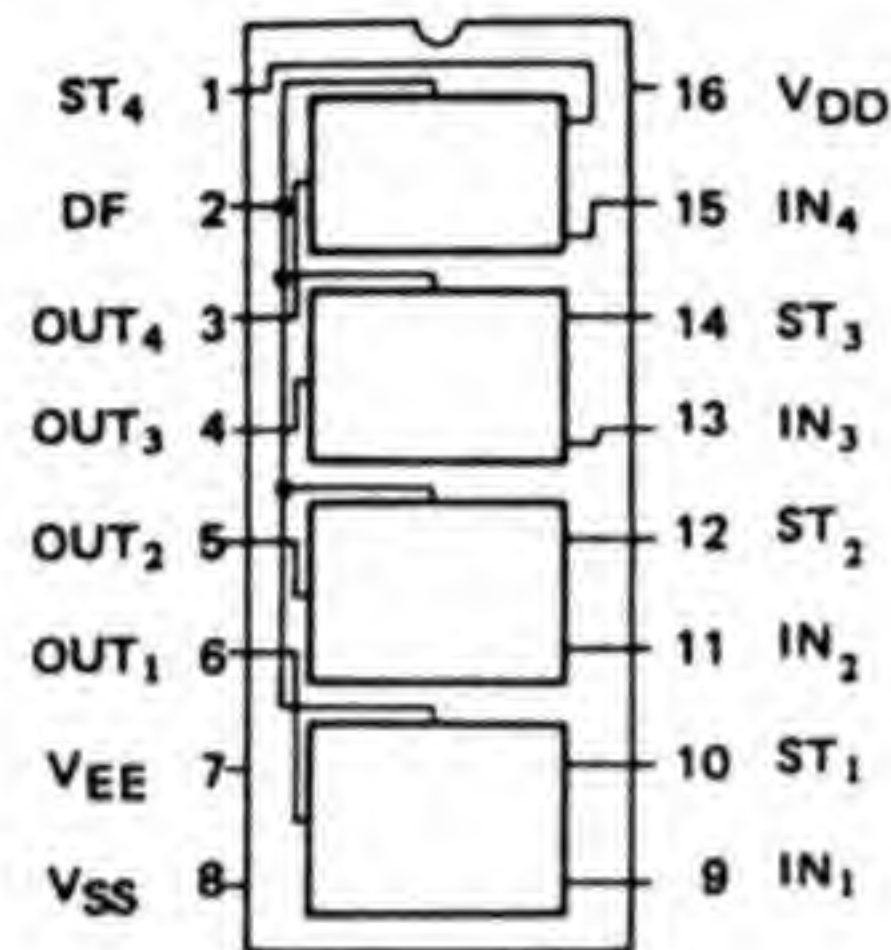 ST4 1 16 VDD
DF 2 15 IN4
OUT4 3 14 ST3
OUT3 4 13 IN3
OUT2 5 12 ST2
OUT1 6 11 IN2
VEE 7 10 ST1
VSS 8 9 IN1